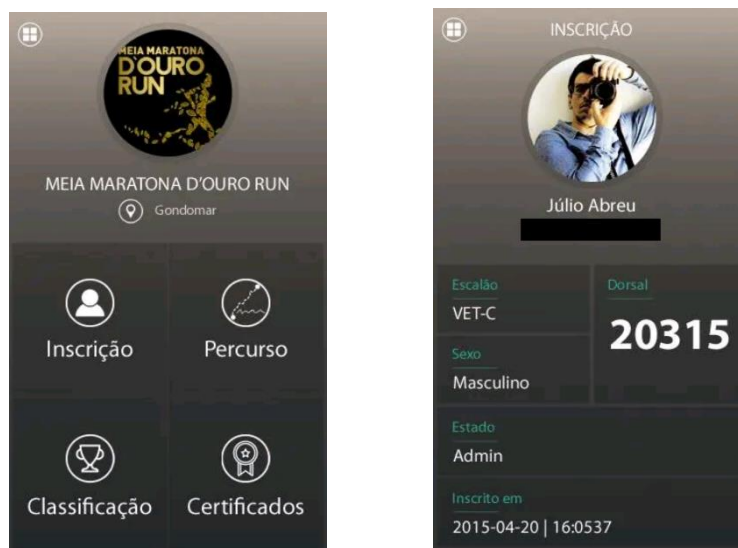 MEIA MARATONA
D'OURO
RUN
MEIA MARATONA D'OURO RUN
Gondomar
Inscrição
Percurso
Classificação
Certificados
INSCRIÇÃO
Júlio Abreu
Escalão
VET-C
Dorsal
20315
Sexo
Masculino
Estado
Admin
Inscrito em
2015-04-20 | 16:0537